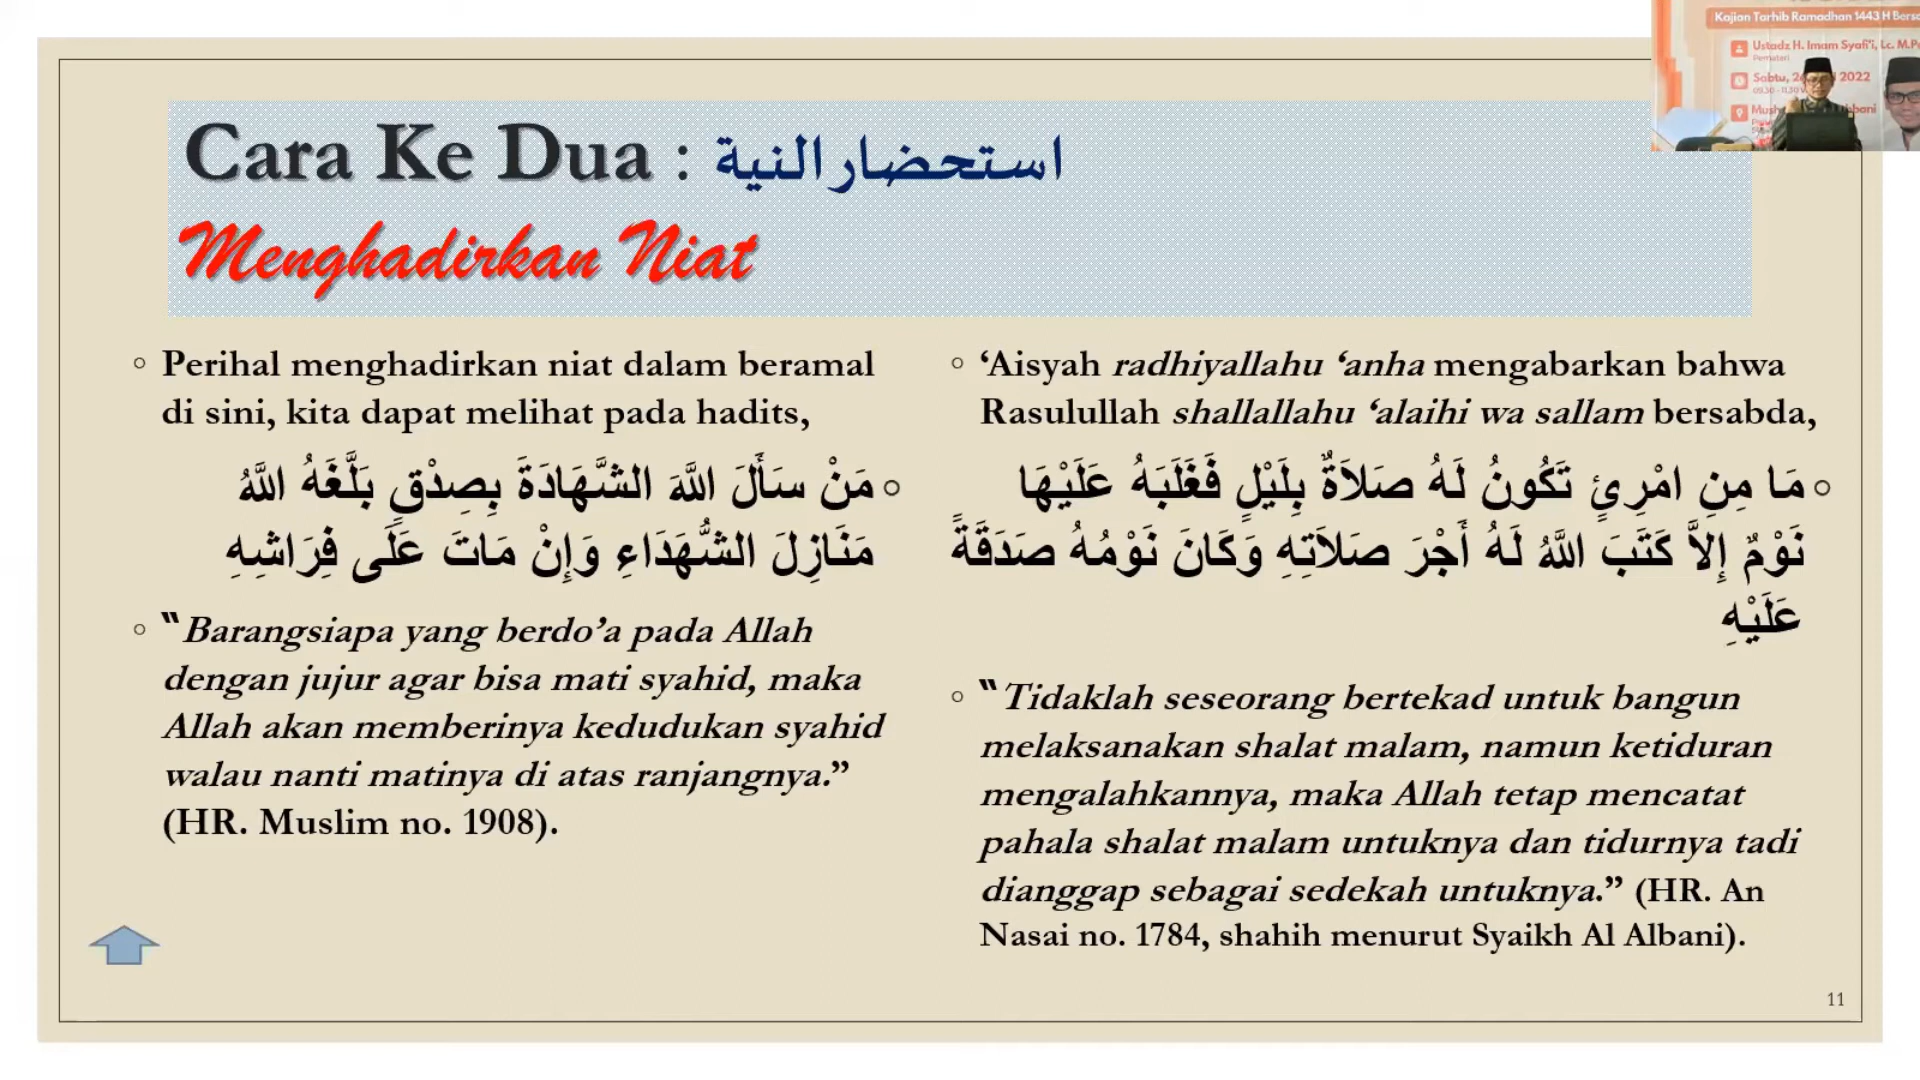 Kajian Tarhib Ramadhan 1443 H
Ustadz H. Imam Syafi'i, Lc.
Pemateri
Sabtu, 2022
Cara Ke Dua : استحضار النية
Menghadirkan Niat
Perihal menghadirkan niat dalam beramal
di sini, kita dapat melihat pada hadits,
مَنْ سَأَلَ اللَّهَ الشَّهَادَةَ بِصِدْقٍ بَلَّغَهُ اللَّهُ
مَنَازِلَ الشُّهَدَاءِ وَإِنْ مَاتَ عَلَى فِرَاشِهِ
“Barangsiapa yang berdo’a pada Allah
dengan jujur agar bisa mati syahid, maka
Allah akan memberinya kedudukan syahid
walau nanti matinya di atas ranjangnya.”
(HR. Muslim no. 1908).
‘Aisyah radhiyallahu ‘anha mengabarkan bahwa
Rasulullah shallallahu ‘alaihi wa sallam bersabda,
مَا مِنِ امْرِئٍ تَكُونُ لَهُ صَلاَةٌ بِلَيْلٍ فَغَلَبَهُ عَلَيْهَا
نَوْمٌ إِلاَّ كَتَبَ اللَّهُ لَهُ أَجْرَ صَلاَتِهِ وَكَانَ نَوْمُهُ صَدَقَةً
عَلَيْهِ
“Tidaklah seseorang bertekad untuk bangun
melaksanakan shalat malam, namun ketiduran
mengalahkannya, maka Allah tetap mencatat
pahala shalat malam untuknya dan tidurnya tadi
dianggap sebagai sedekah untuknya.” (HR. An
Nasai no. 1784, shahih menurut Syaikh Al Albani).
11